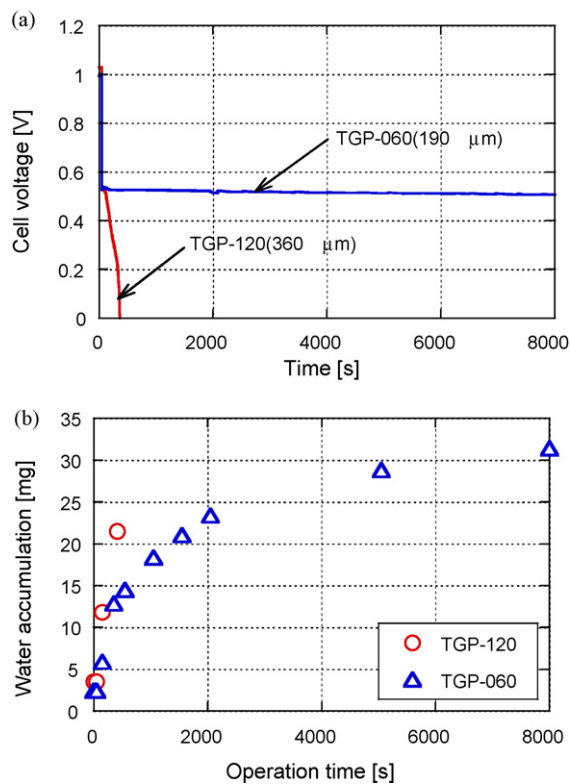 (a)
1.2
1
0.8
0.6
0.4
0.2
0
Cell voltage [V]
TGP-060(190 μm)
TGP-120(360 μm)
0 2000 4000 6000 8000
Time [s]
(b)
35
30
25
20
15
10
5
0
Water accumulation [mg]
TGP-120
TGP-060
0 2000 4000 6000 8000
Operation time [s]